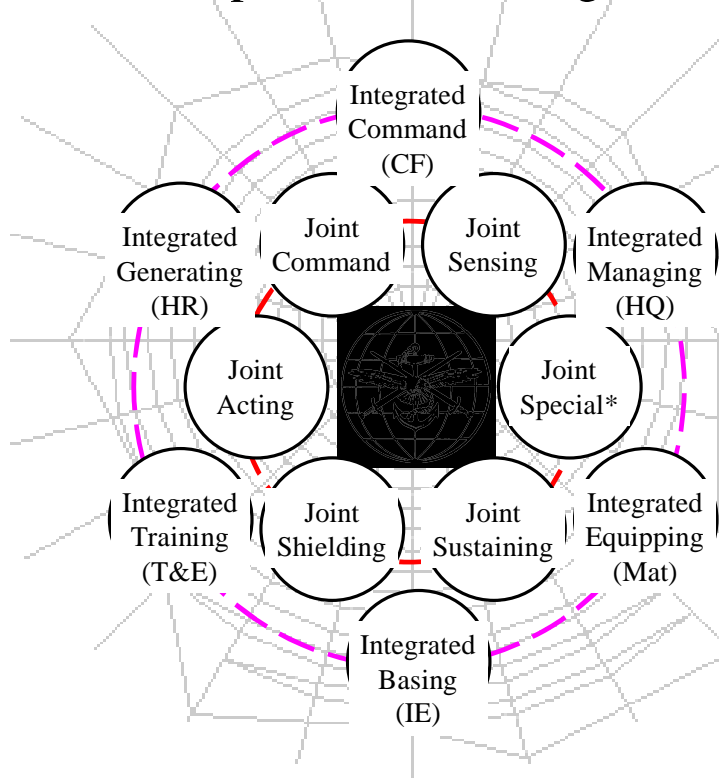 Integrated
Command
(CF)
Integrated
Generating
(HR)
Joint
Command
Joint
Sensing
Integrated
Managing
(HQ)
Joint
Acting
Joint
Special*
Integrated
Training
(T&E)
Joint
Shielding
Joint
Sustaining
Integrated
Equipping
(Mat)
Integrated
Basing
(IE)